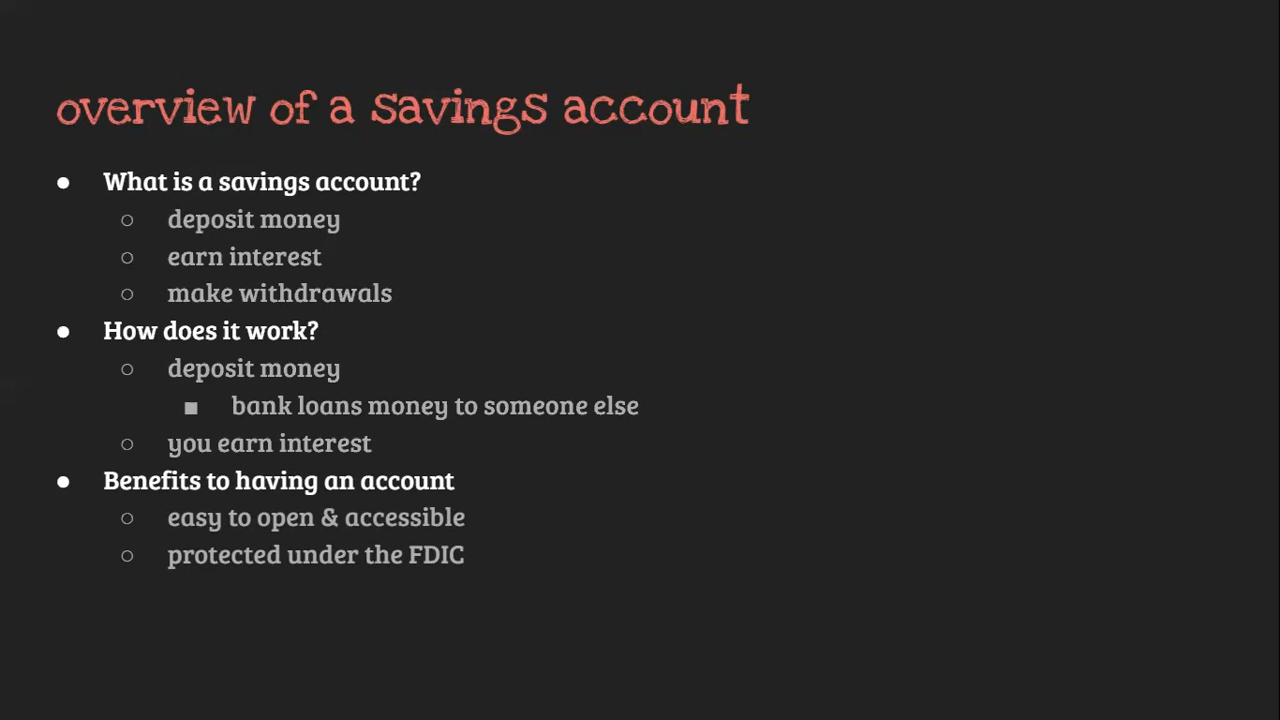 overview of a savings account
● What is a savings account?
○ deposit money
○ earn interest
○ make withdrawals
● How does it work?
○ deposit money
■ bank loans money to someone else
○ you earn interest
● Benefits to having an account
○ easy to open & accessible
○ protected under the FDIC